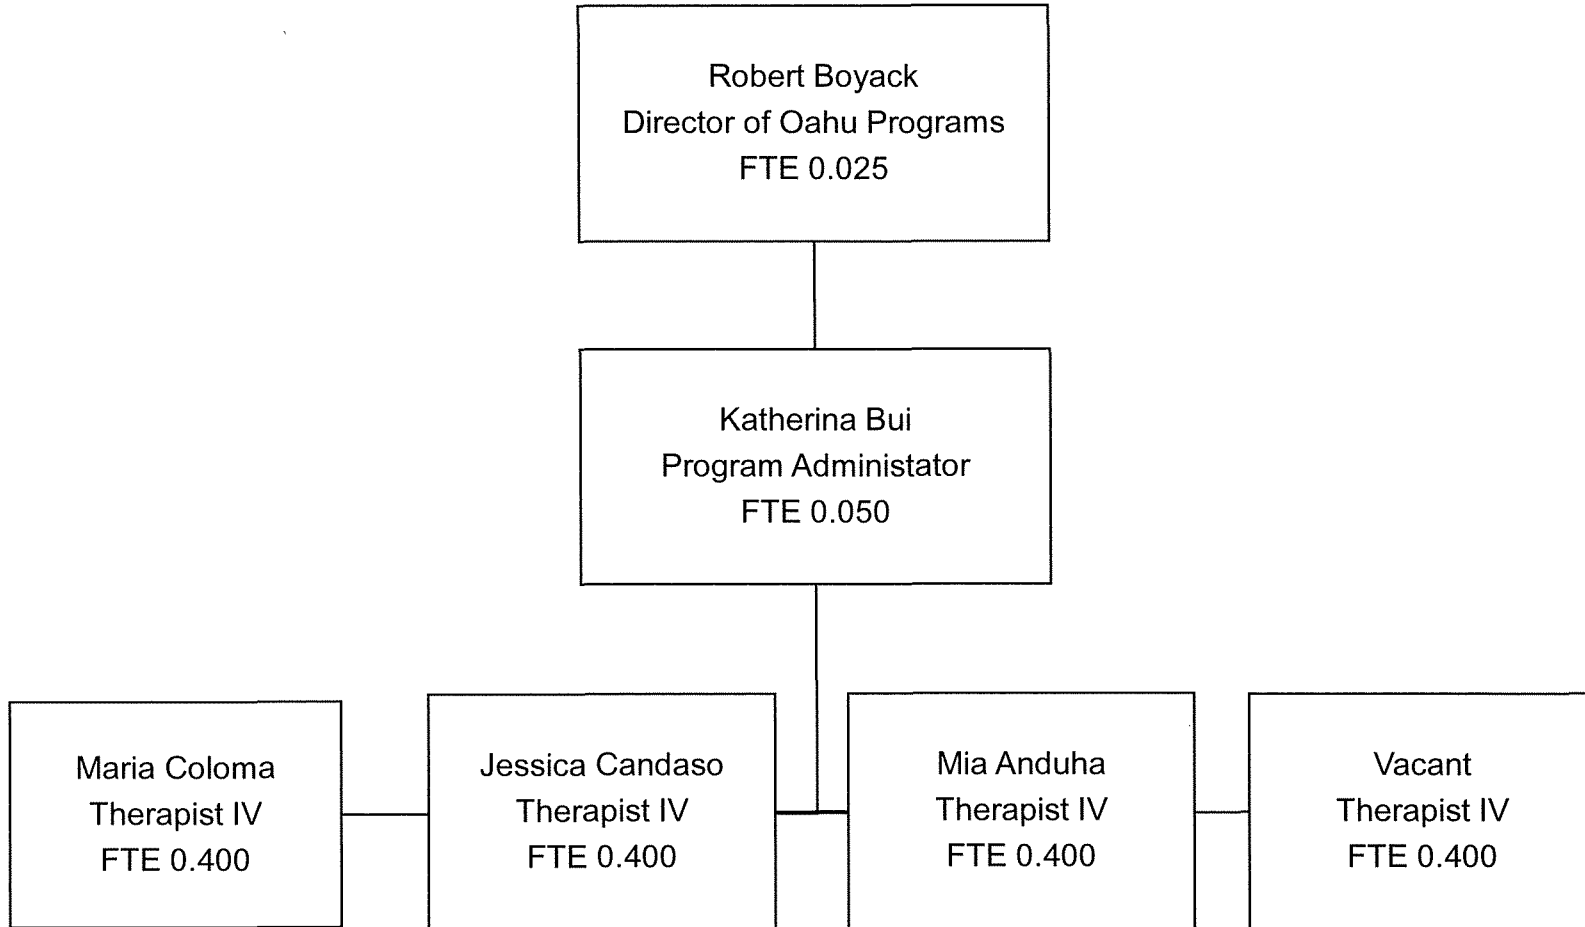 Robert Boyack
Director of Oahu Programs
FTE 0.025
Katherina Bui
Program Administator
FTE 0.050
Maria Coloma
Therapist IV
FTE 0.400
Jessica Candaso
Therapist IV
FTE 0.400
Mia Anduha
Therapist IV
FTE 0.400
Vacant
Therapist IV
FTE 0.400